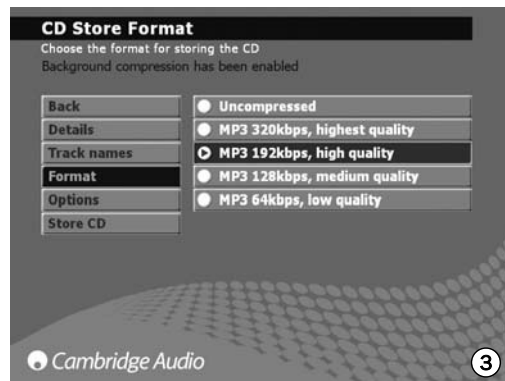 CD Store Format
Choose the format for storing the CD
Background compression has been enabled
Back
Details
Track names
Format
Options
Store CD
Uncompressed
MP3 320kbps, highest quality
MP3 192kbps, high quality
MP3 128kbps, medium quality
MP3 64kbps, low quality
Cambridge Audio
3